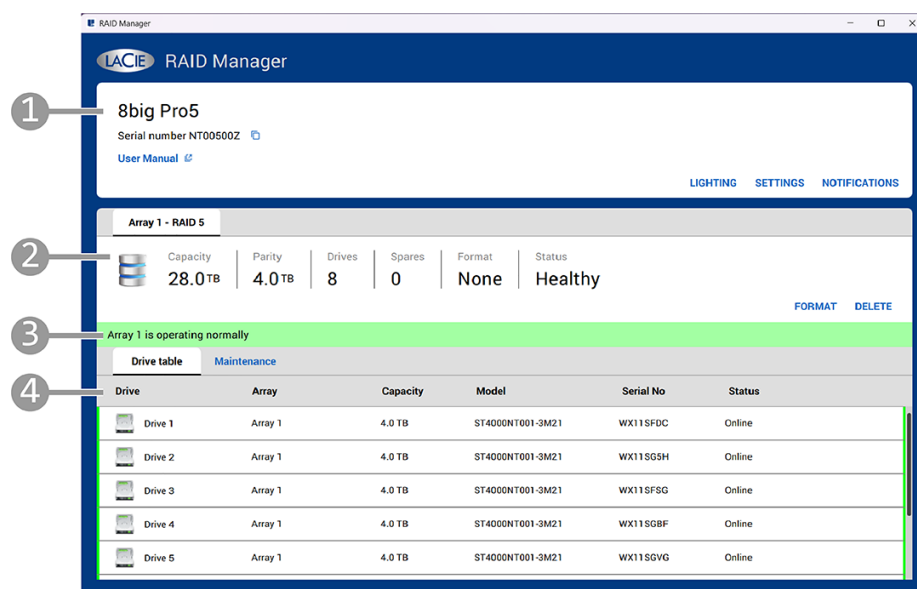 RAID Manager
LACIE RAID Manager
1
8big Pro5
Serial number NT00500Z
User Manual
LIGHTING SETTINGS NOTIFICATIONS
Array 1 - RAID 5
2
Capacity Parity Drives Spares Format Status
28.0 TB 4.0 TB 8 0 None Healthy
FORMAT DELETE
3
Array 1 is operating normally
Drive table Maintenance
4
Drive Array Capacity Model Serial No Status
Drive 1 Array 1 4.0 TB ST4000NT001-3M21 WX11SFDC Online
Drive 2 Array 1 4.0 TB ST4000NT001-3M21 WX11SG5H Online
Drive 3 Array 1 4.0 TB ST4000NT001-3M21 WX11SFSG Online
Drive 4 Array 1 4.0 TB ST4000NT001-3M21 WX11SGBF Online
Drive 5 Array 1 4.0 TB ST4000NT001-3M21 WX11SGVG Online